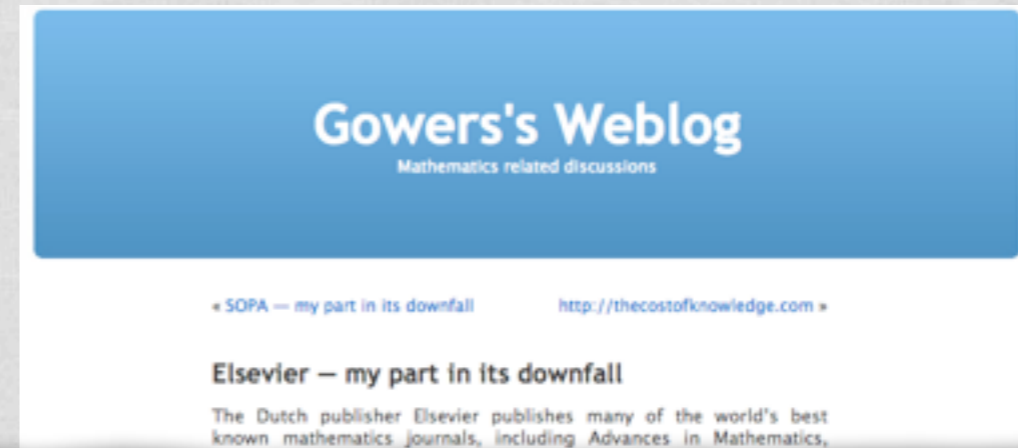 Gowers's Weblog
Mathematics related discussions
« SOPA — my part in its downfall http://thecostofknowledge.com »
Elsevier — my part in its downfall
The Dutch publisher Elsevier publishes many of the world's best
known mathematics journals, including Advances in Mathematics,